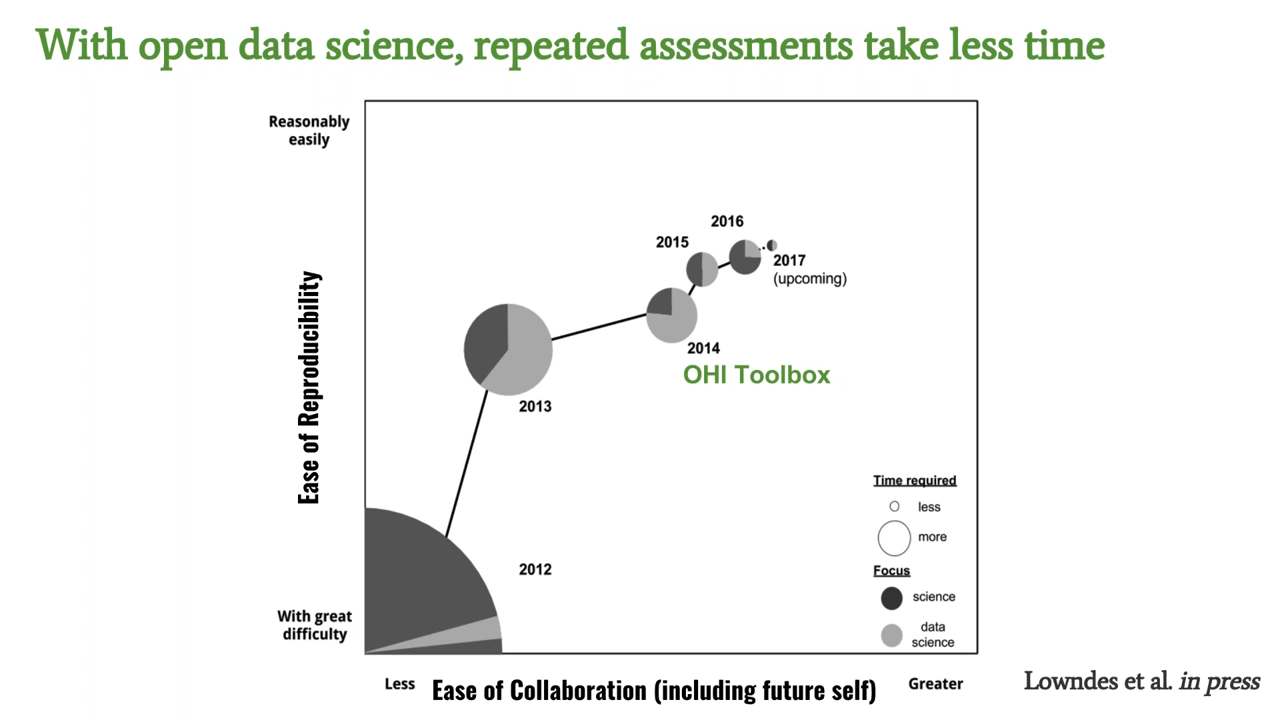 With open data science, repeated assessments take less time
Reasonably
easily
2016
2015
2017
(upcoming)
2014
OHI Toolbox
2013
Ease of Reproducibility
Time required
less
more
Focus
science
data
science
2012
With great
difficulty
Less
Ease of Collaboration (including future self)
Greater
Lowndes et al. in press